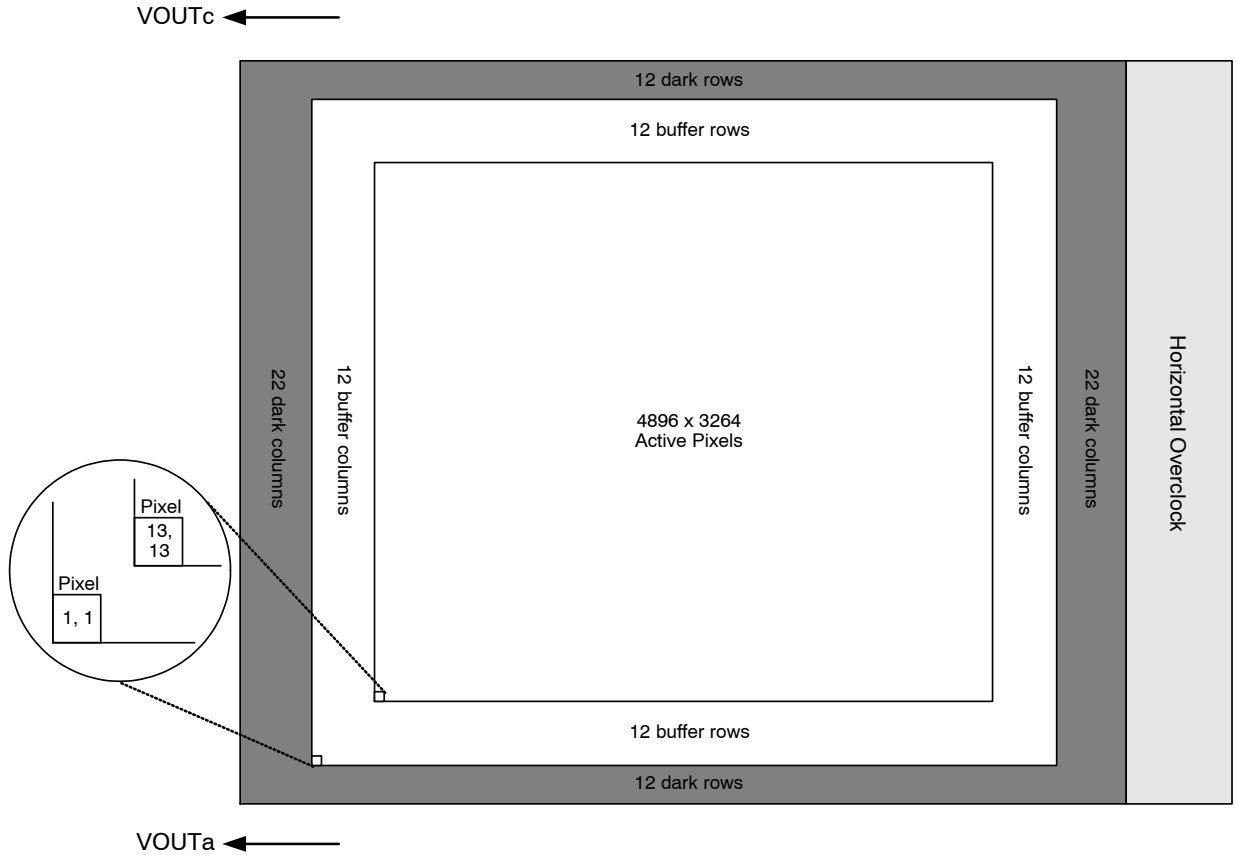 VOUTc
12 dark rows
12 buffer rows
22 dark columns
12 buffer columns
4896 x 3264
Active Pixels
12 buffer columns
22 dark columns
Horizontal Overclock
Pixel
13,
13
Pixel
1, 1
12 buffer rows
12 dark rows
VOUTa